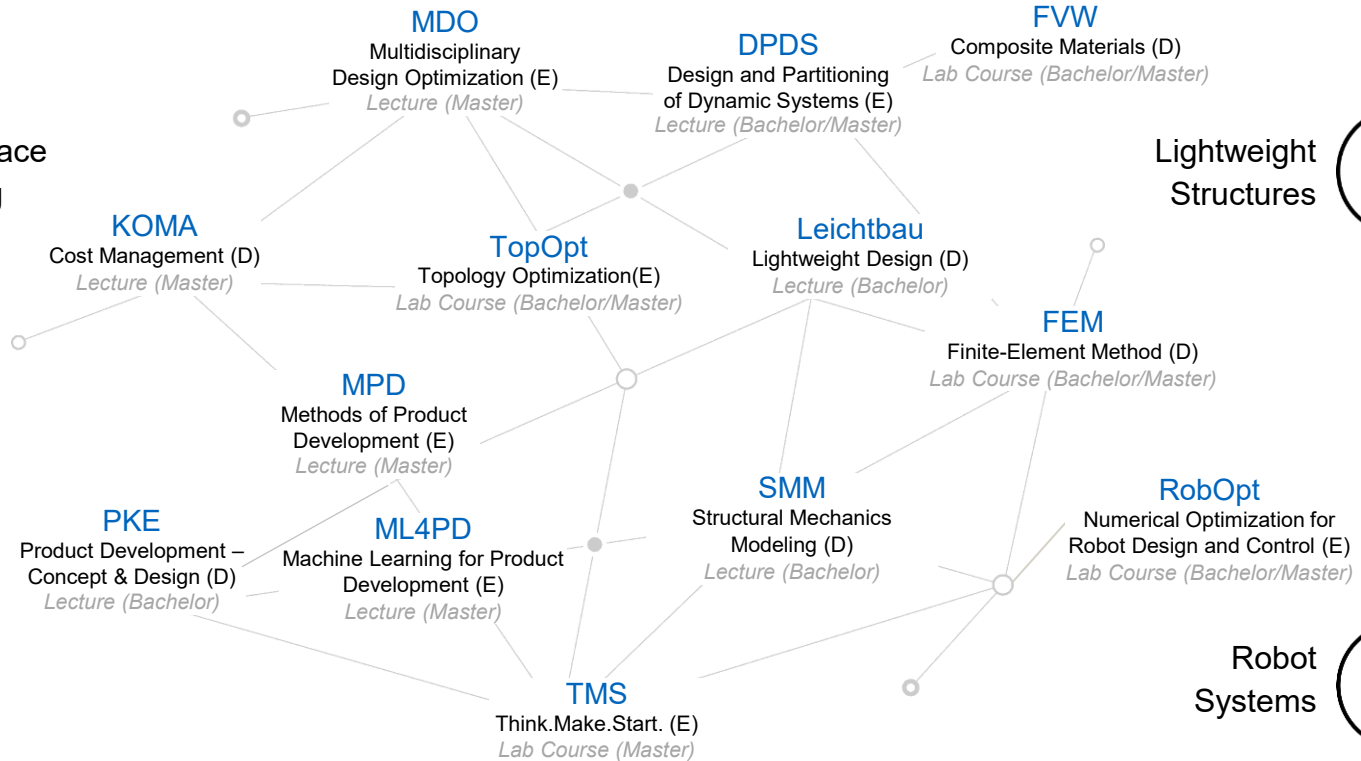 MDO
Multidisciplinary
Design Optimization (E)
Lecture (Master)
DPDS
Design and Partitioning
of Dynamic Systems (E)
Lecture (Bachelor/Master)
FVW
Composite Materials (D)
Lab Course (Bachelor/Master)
Lightweight
Structures
KOMA
Cost Management (D)
Lecture (Master)
TopOpt
Topology Optimization(E)
Lab Course (Bachelor/Master)
Leichtbau
Lightweight Design (D)
Lecture (Bachelor)
FEM
Finite-Element Method (D)
Lab Course (Bachelor/Master)
MPD
Methods of Product
Development (E)
Lecture (Master)
PKE
Product Development –
Concept & Design (D)
Lecture (Bachelor)
ML4PD
Machine Learning for Product
Development (E)
Lecture (Master)
SMM
Structural Mechanics
Modeling (D)
Lecture (Bachelor)
RobOpt
Numerical Optimization for
Robot Design and Control (E)
Lab Course (Bachelor/Master)
Robot
Systems
TMS
Think.Make.Start. (E)
Lab Course (Master)